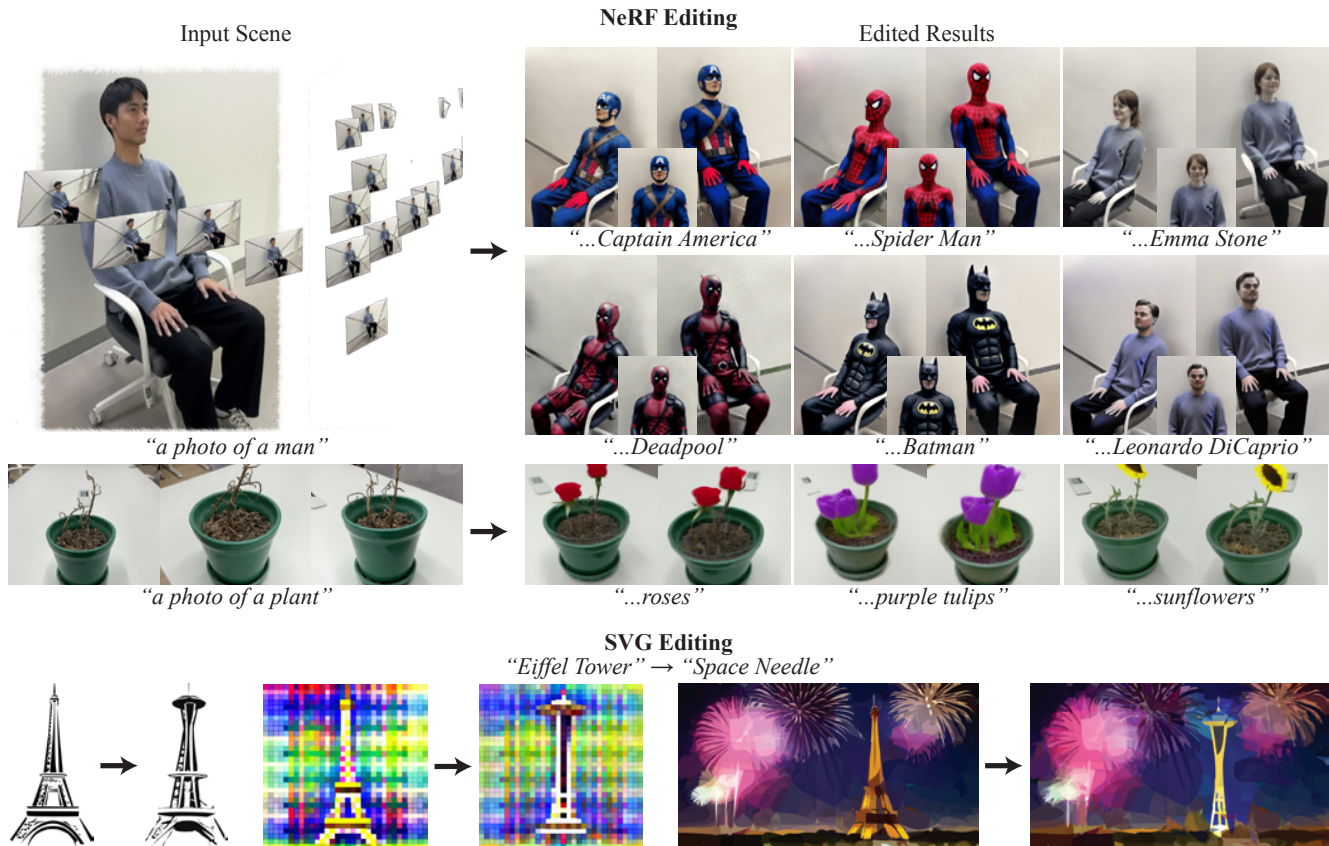 NeRF Editing
Input Scene
Edited Results
“...Captain America”
“...Spider Man”
“...Emma Stone”
“a photo of a man”
“...Deadpool”
“...Batman”
“...Leonardo DiCaprio”
“a photo of a plant”
“...roses”
“...purple tulips”
“...sunflowers”
SVG Editing
“Eiffel Tower” → “Space Needle”